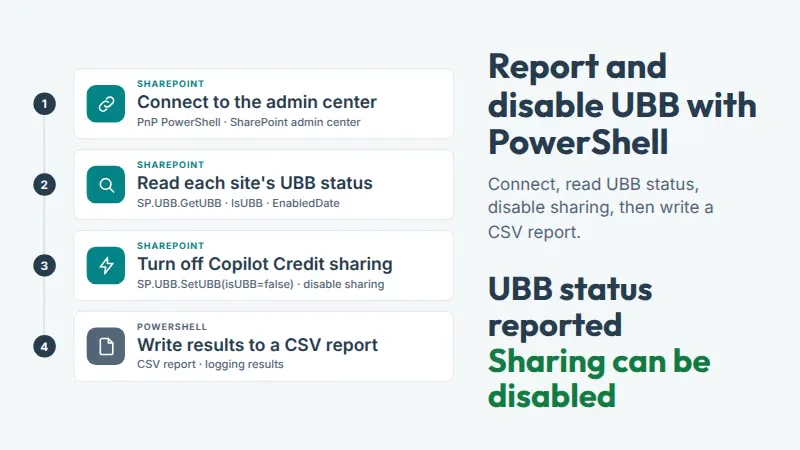 1
SHAREPOINT
Connect to the admin center
PnP PowerShell · SharePoint admin center
2
SHAREPOINT
Read each site's UBB status
SP.UBB.GetUBB · IsUBB · EnabledDate
3
SHAREPOINT
Turn off Copilot Credit sharing
SP.UBB.SetUBB(isUBB=false) · disable sharing
4
POWERSHELL
Write results to a CSV report
CSV report · logging results
Report and
disable UBB with
PowerShell
Connect, read UBB status,
disable sharing, then write a
CSV report.
UBB status
reported
Sharing can be
disabled